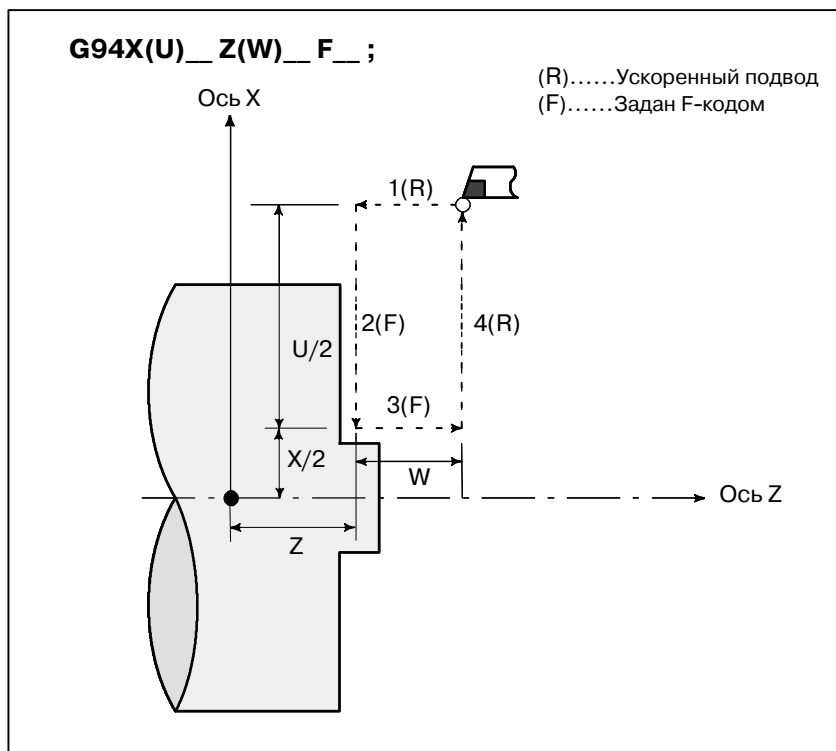 G94X(U)__ Z(W)__ F__ ;
(R)......Ускоренный подвод
(F)......Задан F-кодом
Ось X
1(R)
2(F)
4(R)
U/2
3(F)
X/2
W
Ось Z
Z